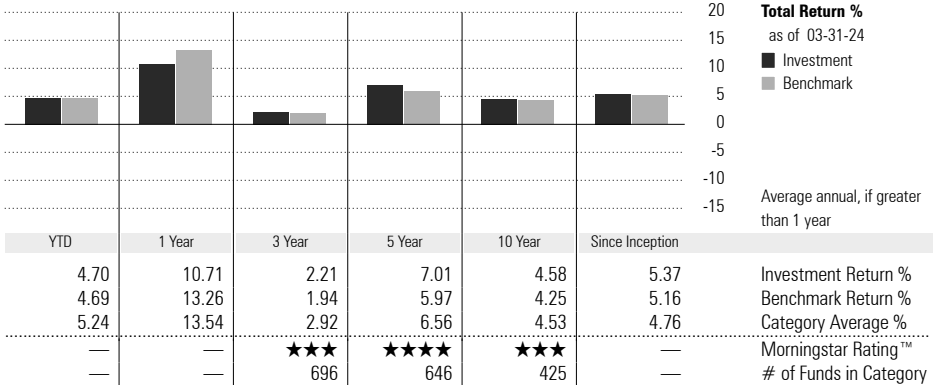 20 Total Return %
15 as of 03-31-24
10 Investment
5 Benchmark
0
-5
-10
-15
Average annual, if greater
than 1 year
YTD 1 Year 3 Year 5 Year 10 Year Since Inception
4.70 10.71 2.21 7.01 4.58 5.37 Investment Return %
4.69 13.26 1.94 5.97 4.25 5.16 Benchmark Return %
5.24 13.54 2.92 6.56 4.53 4.76 Category Average %
— — ★★★ ★★★★ ★★★ — Morningstar Rating™
— — 696 646 425 — # of Funds in Category